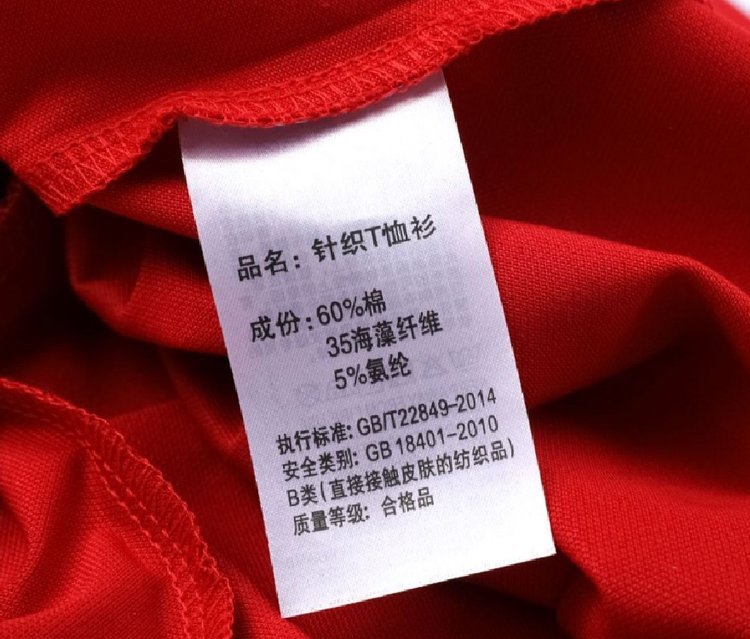 品名：针织T恤衫
成份：60%棉
35海藻纤维
5%氨纶
执行标准: GB/T22849-2014
安全类别: GB 18401-2010
B类(直接接触皮肤的纺织品)
质量等级: 合格品